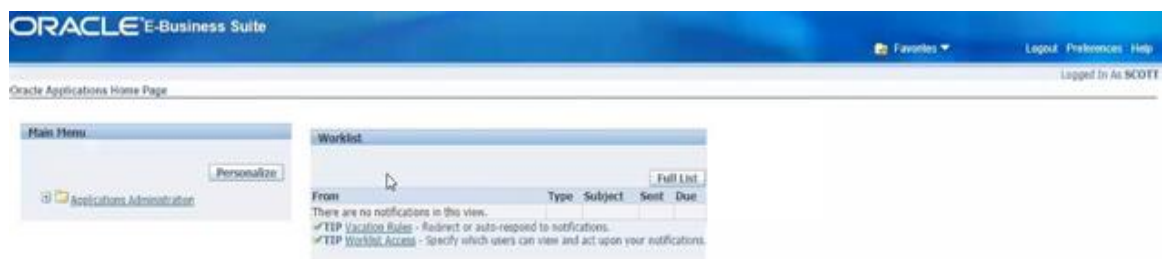 ORACLE E-Business Suite
Favorites
Logout Preferences Help
Logged In As SCOTT
Oracle Applications Home Page
Main Menu
Personalize
Applications Administration
Worklist
Full List
From Type Subject Sent Due
There are no notifications in this view.
TIP Vacation Rules - Redirect or auto-respond to notifications.
TIP Worklist Access - Specify which users can view and act upon your notifications.